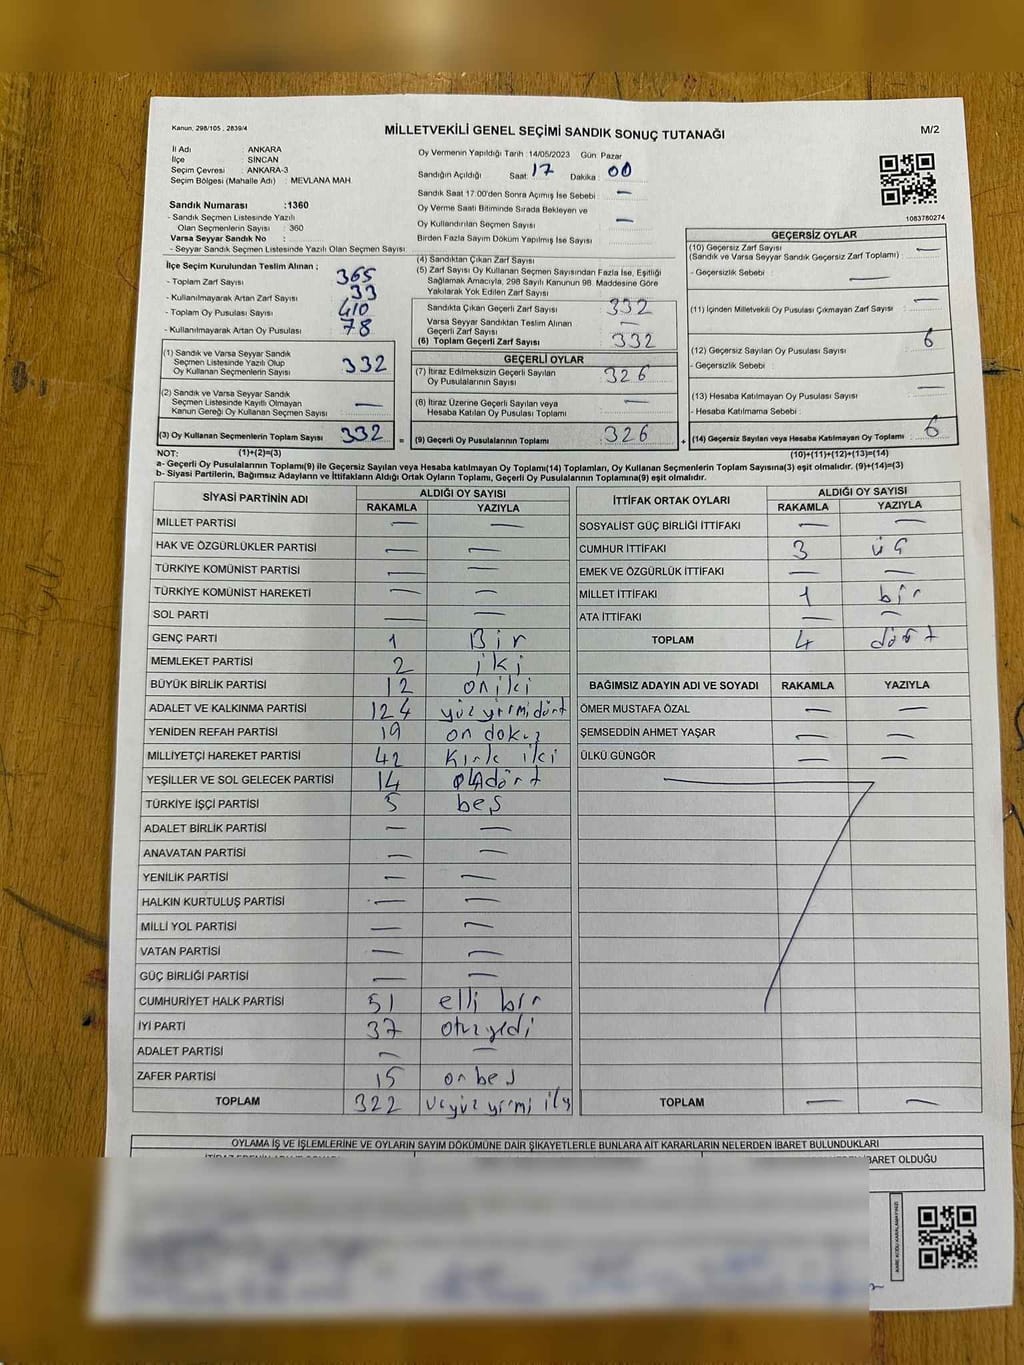 Kanun, 298/105 , 2839/4
MİLLETVEKİLİ GENEL SEÇİMİ SANDIK SONUÇ TUTANAĞI
M/2
İl Adı : ANKARA
İlçe : SİNCAN
Seçim Çevresi : ANKARA-3
Seçim Bölgesi (Mahalle Adı) : MEVLANA MAH.
Sandık Numarası :1360
- Sandık Seçmen Listesinde Yazılı
Olan Seçmenlerin Sayısı : 360
Varsa Seyyar Sandık No :
- Seyyar Sandık Seçmen Listesinde Yazılı Olan Seçmen Sayısı:
Oy Vermenin Yapıldığı Tarih :14/05/2023 Gün: Pazar
Sandığın Açıldığı Saat: 17 Dakika: 00
Sandık Saat 17.00'den Sonra Açımış İse Sebebi : —
Oy Verme Saati Bitiminde Sırada Bekleyen ve
Oy Kullandırılan Seçmen Sayısı —
Birden Fazla Sayım Döküm Yapılmış İse Sayısı :
1083780274
İlçe Seçim Kurulundan Teslim Alınan ;
- Toplam Zarf Sayısı : 365
- Kullanılmayarak Artan Zarf Sayısı : 33
- Toplam Oy Pusulası Sayısı : 410
- Kullanılmayarak Artan Oy Pusulası : 78
(1) Sandık ve Varsa Seyyar Sandık
Seçmen Listesinde Yazılı Olup
Oy Kullanan Seçmenlerin Sayısı : 332
(2) Sandık ve Varsa Seyyar Sandık
Seçmen Listesinde Kayıtlı Olmayan
Kanun Gereği Oy Kullanan Seçmen Sayısı : —
(3) Oy Kullanan Seçmenlerin Toplam Sayısı : 332 =
(4) Sandıktan Çıkan Zarf Sayısı :
(5) Zarf Sayısı Oy Kullanan Seçmen Sayısından Fazla İse, Eşitliği
Sağlamak Amacıyla, 298 Sayılı Kanunun 98. Maddesine Göre
Yakılarak Yok Edilen Zarf Sayısı :
Sandıkta Çıkan Geçerli Zarf Sayısı : 332
Varsa Seyyar Sandıktan Teslim Alınan
Geçerli Zarf Sayısı : —
(6) Toplam Geçerli Zarf Sayısı : 332
GEÇERLİ OYLAR
(7) İtiraz Edilmeksizin Geçerli Sayılan
Oy Pusulalarının Sayısı : 326
(8) İtiraz Üzerine Geçerli Sayılan veya
Hesaba Katılan Oy Pusulası Toplamı : —
(9) Geçerli Oy Pusulalarının Toplamı : 326 +
GEÇERSİZ OYLAR
(10) Geçersiz Zarf Sayısı
(Sandık ve Varsa Seyyar Sandık Geçersiz Zarf Toplamı) : —
- Geçersizlik Sebebi : —
(11) İçinden Milletvekili Oy Pusulası Çıkmayan Zarf Sayısı: —
(12) Geçersiz Sayılan Oy Pusulası Sayısı : 6
- Geçersizlik Sebebi :
(13) Hesaba Katılmayan Oy Pusulası Sayısı : —
- Hesaba Katılmama Sebebi :
(14) Geçersiz Sayılan veya Hesaba Katılmayan Oy Toplamı : 6
NOT: (1)+(2)=(3) (10)+(11)+(12)+(13)=(14)
a- Geçerli Oy Pusulalarının Toplamı(9) ile Geçersiz Sayılan veya Hesaba katılmayan Oy Toplamı(14) Toplamları, Oy Kullanan Seçmenlerin Toplam Sayısına(3) eşit olmalıdır. (9)+(14)=(3)
b- Siyasi Partilerin, Bağımsız Adayların ve İttifakların Aldığı Ortak Oyların Toplamı, Geçerli Oy Pusulalarının Toplamına(9) eşit olmalıdır.
SİYASİ PARTİNİN ADI ALDIĞI OY SAYISI
RAKAMLA YAZIYLA
MİLLET PARTİSİ — —
HAK VE ÖZGÜRLÜKLER PARTİSİ — —
TÜRKİYE KOMÜNİST PARTİSİ — —
TÜRKİYE KOMÜNİST HAREKETİ — —
SOL PARTİ — —
GENÇ PARTİ 1 Bir
MEMLEKET PARTİSİ 2 iki
BÜYÜK BİRLİK PARTİSİ 12 oniki
ADALET VE KALKINMA PARTİSİ 124 yüz yirmidört
YENİDEN REFAH PARTİSİ 19 on dokuz
MİLLİYETÇİ HAREKET PARTİSİ 42 Kırk iki
YEŞİLLER VE SOL GELECEK PARTİSİ 14 ondört
TÜRKİYE İŞÇİ PARTİSİ 5 beş
ADALET BİRLİK PARTİSİ — —
ANAVATAN PARTİSİ — —
YENİLİK PARTİSİ — —
HALKIN KURTULUŞ PARTİSİ — —
MİLLİ YOL PARTİSİ — —
VATAN PARTİSİ — —
GÜÇ BİRLİĞİ PARTİSİ — —
CUMHURİYET HALK PARTİSİ 51 elli bir
İYİ PARTİ 37 otuzyedi
ADALET PARTİSİ — —
ZAFER PARTİSİ 15 onbeş
TOPLAM 322 üçyüz yirmi iki
İTTİFAK ORTAK OYLARI ALDIĞI OY SAYISI
RAKAMLA YAZIYLA
SOSYALİST GÜÇ BİRLİĞİ İTTİFAKI — —
CUMHUR İTTİFAKI 3 üç
EMEK VE ÖZGÜRLÜK İTTİFAKI — —
MİLLET İTTİFAKI 1 bir
ATA İTTİFAKI — —
TOPLAM 4 dört
BAĞIMSIZ ADAYIN ADI VE SOYADI RAKAMLA YAZIYLA
ÖMER MUSTAFA ÖZAL — —
ŞEMSEDDİN AHMET YAŞAR — —
ÜLKÜ GÜNGÖR — —
TOPLAM — —
OYLAMA İŞ VE İŞLEMLERİNE VE OYLARIN SAYIM DÖKÜMÜNE DAİR ŞİKAYETLERLE BUNLARA AİT KARARLARIN NELERDEN İBARET BULUNDUKLARI
İBARET OLDUĞU